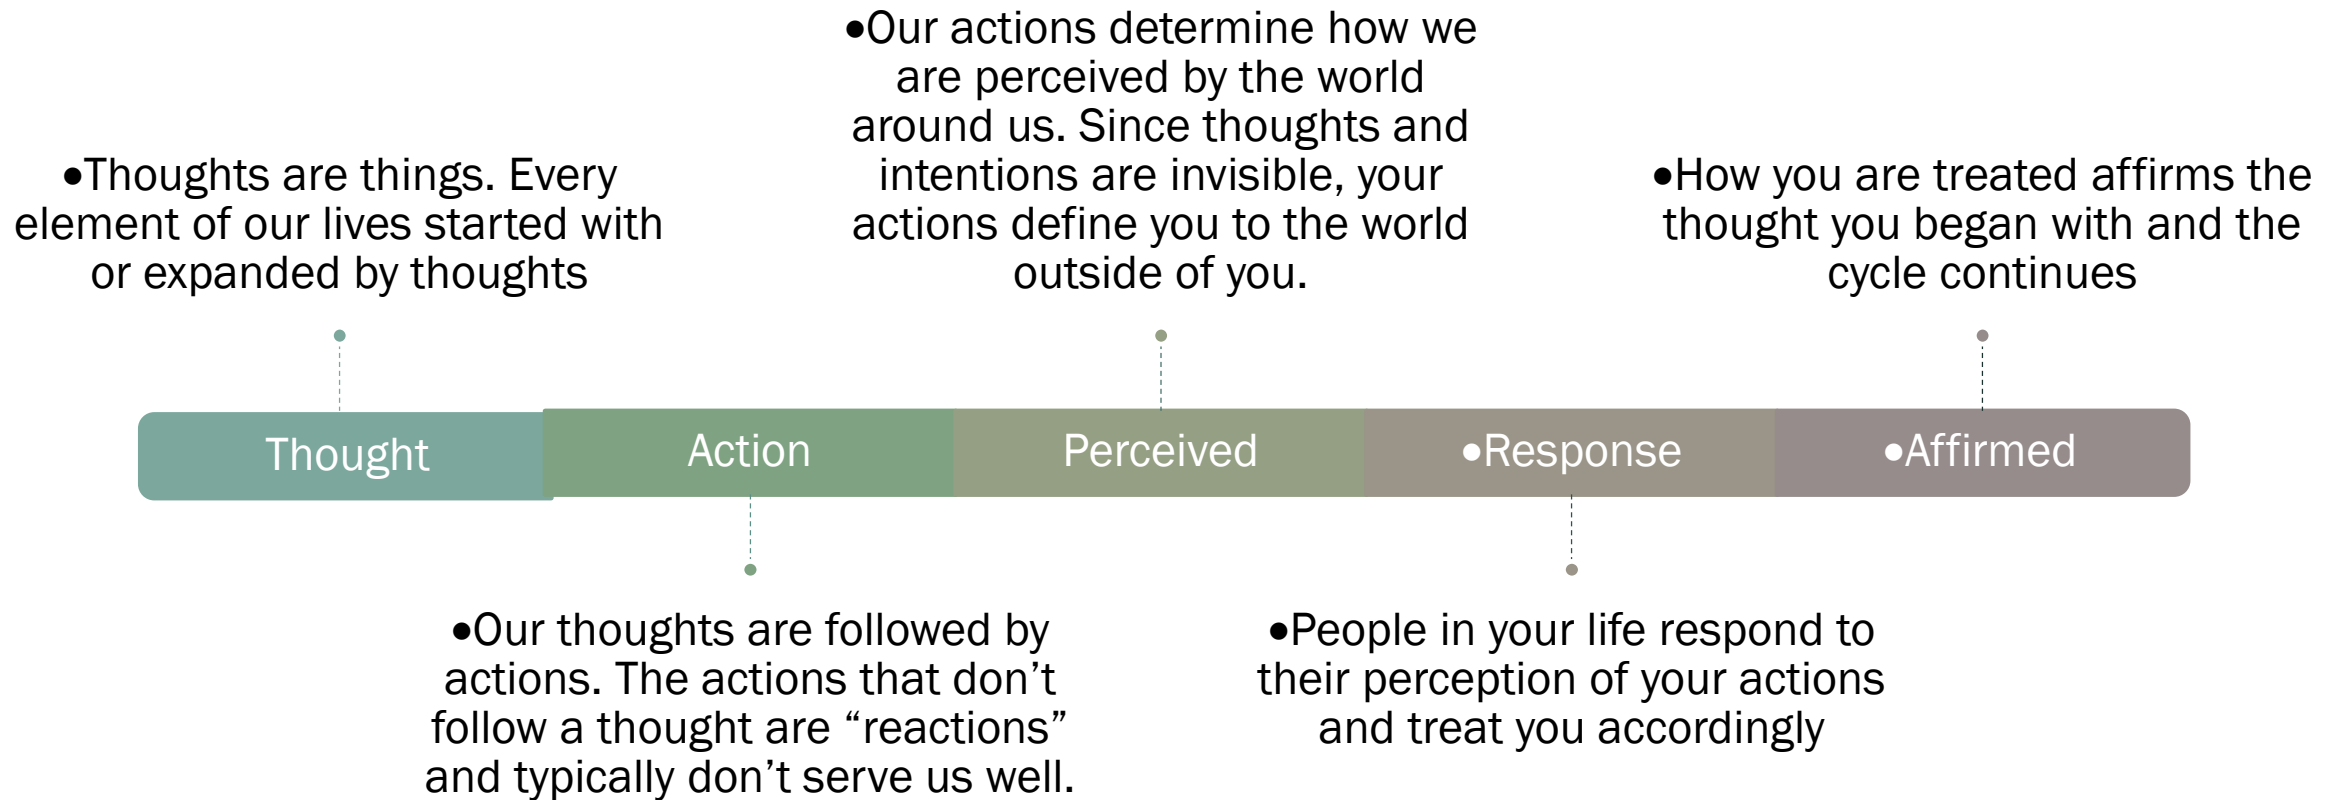 •Thoughts are things. Every
element of our lives started with
or expanded by thoughts
•Our actions determine how we
are perceived by the world
around us. Since thoughts and
intentions are invisible, your
actions define you to the world
outside of you.
•How you are treated affirms the
thought you began with and the
cycle continues
Thought
Action
Perceived
•Response
•Affirmed
•Our thoughts are followed by
actions. The actions that don’t
follow a thought are “reactions”
and typically don’t serve us well.
•People in your life respond to
their perception of your actions
and treat you accordingly